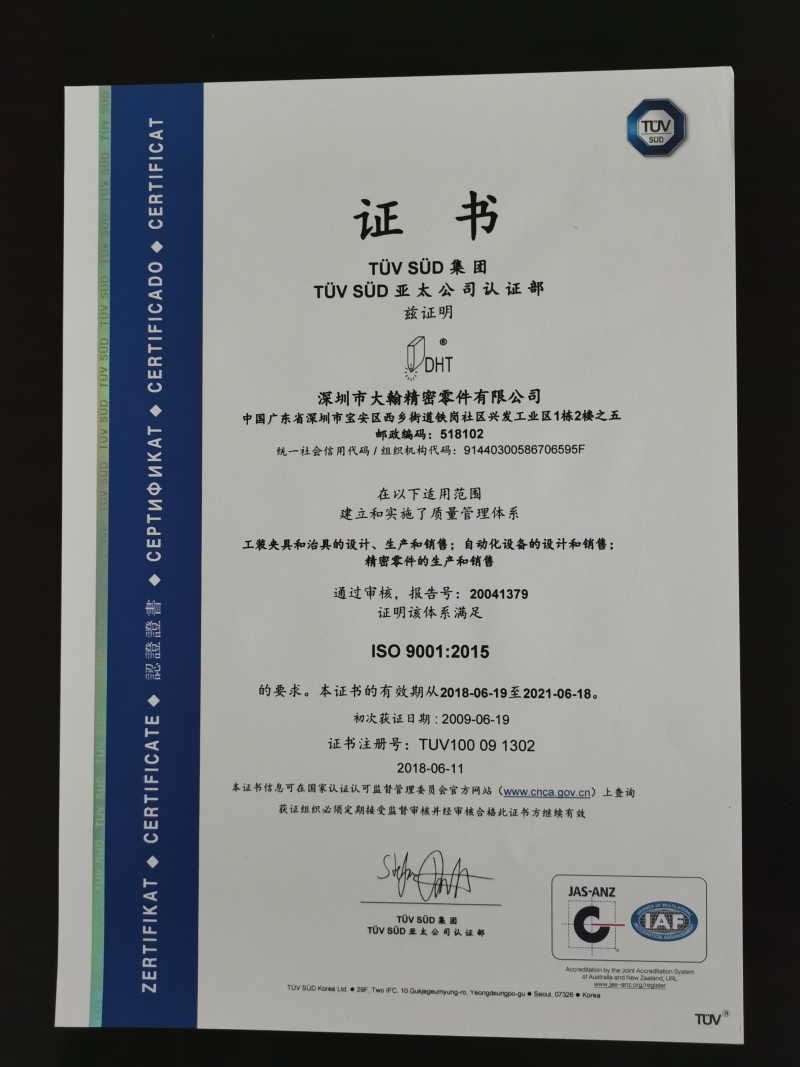 TÜV
SÜD
证 书
TÜV SÜD 集团
TÜV SÜD 亚太公司认证部
兹证明
DHT ®
深圳市大翰精密零件有限公司
中国广东省深圳市宝安区西乡街道铁岗社区兴发工业区1栋2楼之五
邮政编码：518102
统一社会信用代码 / 组织机构代码：91440300586706595F
在以下适用范围
建立和实施了质量管理体系
工装夹具和治具的设计、生产和销售；自动化设备的设计和销售；
精密零件的生产和销售
通过审核，报告号：20041379
证明该体系满足
ISO 9001:2015
的要求。本证书的有效期从2018-06-19至2021-06-18。
初次获证日期：2009-06-19
证书注册号：TUV100 09 1302
2018-06-11
本证书信息可在国家认证认可监督管理委员会官方网站（www.cnca.gov.cn）上查询
获证组织必须定期接受监督审核并经审核合格此证书方继续有效
TÜV SÜD 集团
TÜV SÜD 亚太公司认证部
JAS-ANZ
MEMBER OF MULTILATERAL
IAF
RECOGNITION ARRANGEMENT
Accreditation by the Joint Accreditation System
of Australia and New Zealand, URL
www.jas-anz.org/register
TÜV SÜD Korea Ltd. ● 29F, Two IFC, 10 Gukjegeumyung-ro, Yeongdeungpo-gu ● Seoul, 07326 ● Korea
TÜV®
ZERTIFIKAT ◆ CERTIFICATE ◆ 認證證書 ◆ СЕРТИФИКАТ ◆ CERTIFICADO ◆ CERTIFICAT
TÜV SÜD TÜV SÜD TÜV SÜD TÜV SÜD